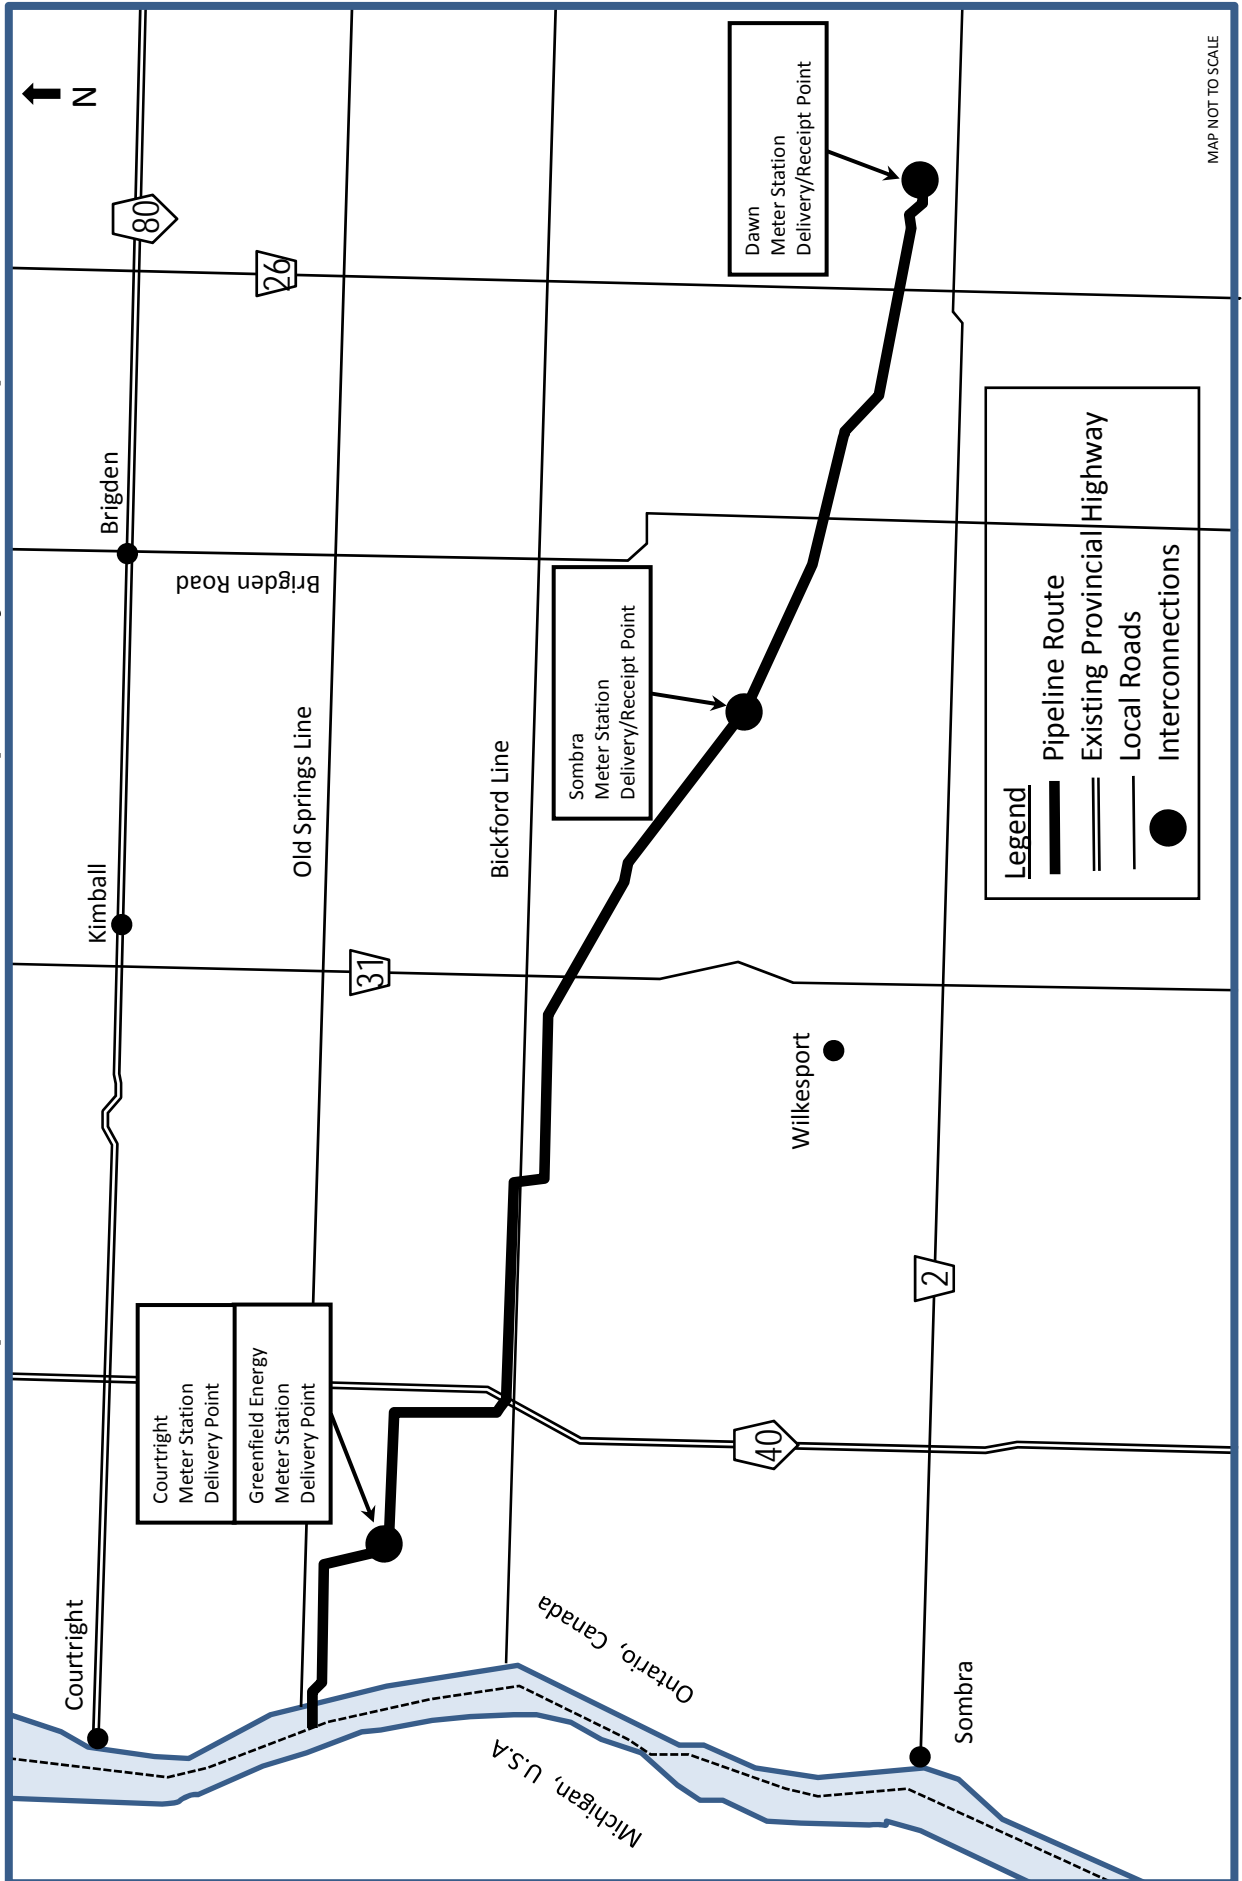 N
80
26
Brigden
Brigden Road
Kimball
Old Springs Line
Bickford Line
31
Courtright
Courtright
Meter Station
Delivery Point
Greenfield Energy
Meter Station
Delivery Point
Sombra
Meter Station
Delivery/Receipt Point
Dawn
Meter Station
Delivery/Receipt Point
Wilkesport
2
40
Ontario, Canada
Michigan, U.S.A
Sombra
Legend
Pipeline Route
Existing Provincial Highway
Local Roads
Interconnections
MAP NOT TO SCALE